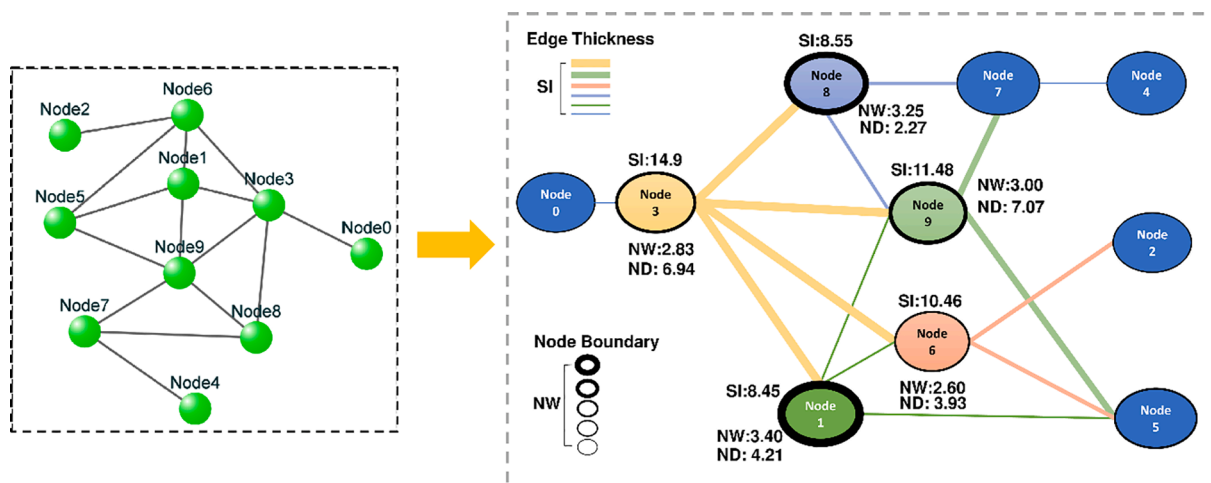 Node6
Node2
Node1
Node3
Node5
Node0
Node9
Node7
Node8
Node4
Edge Thickness
SI
SI:8.55
Node
8
NW:3.25
ND: 2.27
Node
7
Node
4
SI:14.9
Node
0
Node
3
NW:2.83
ND: 6.94
SI:11.48
Node
9
NW:3.00
ND: 7.07
Node
2
SI:10.46
Node
6
NW:2.60
ND: 3.93
Node Boundary
NW
SI:8.45
Node
1
NW:3.40
ND: 4.21
Node
5